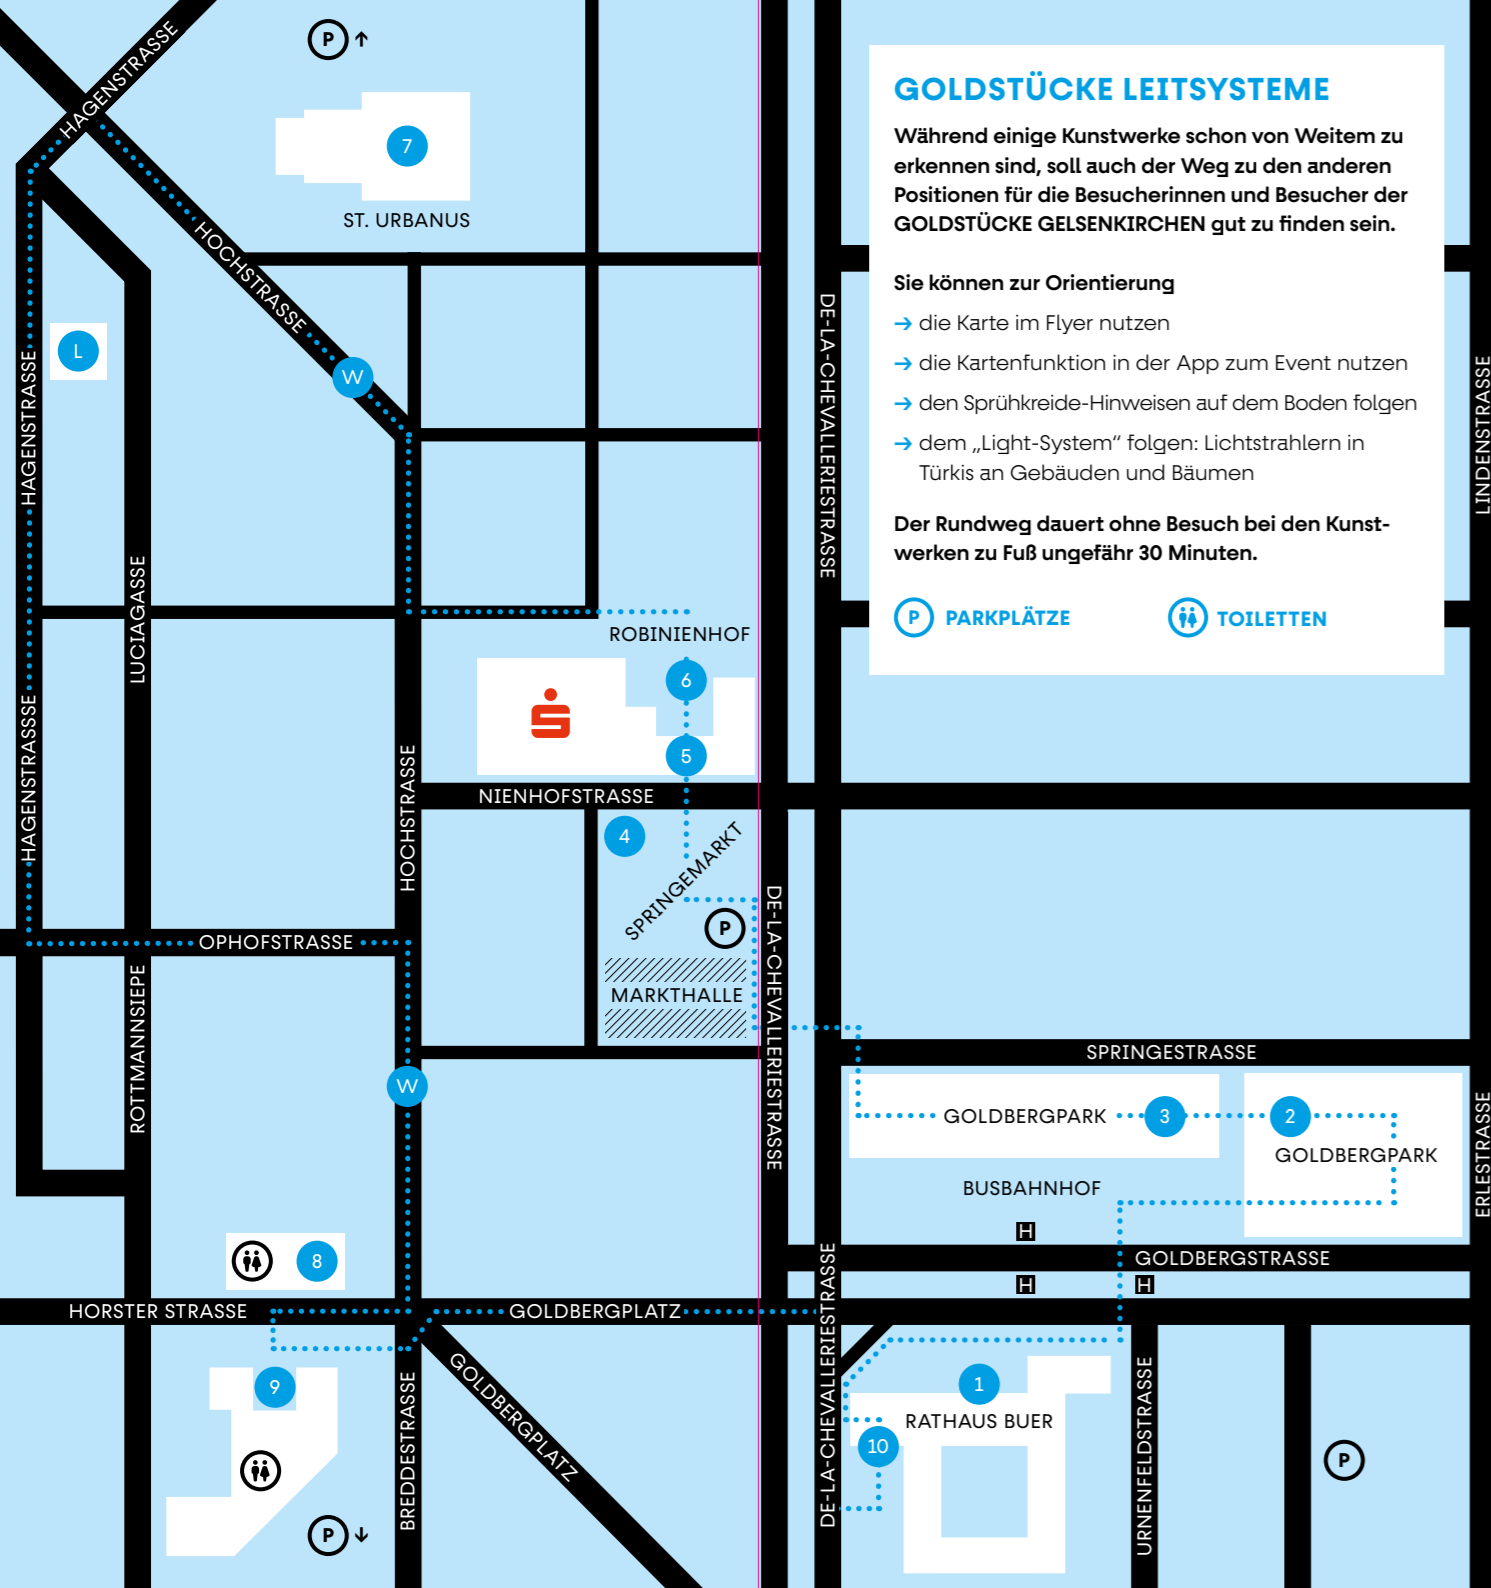 P ↑
HAGENSTRASSE
7
ST. URBANUS
HOCHSTRASSE
L
W
HAGENSTRASSE
LUCIAGASSE
HAGENSTRASSSE
HOCHSTRASSE
ROBINIENHOF
6
5
NIENHOFSTRASSE
4
SPRINGEMARKT
P
MARKTHALLE
DE-LA-CHEVALLERIESTRASSE
DE-LA-CHEVALLERIESTRASSE
GOLDSTÜCKE LEITSYSTEME
Während einige Kunstwerke schon von Weitem zu
erkennen sind, soll auch der Weg zu den anderen
Positionen für die Besucherinnen und Besucher der
GOLDSTÜCKE GELSENKIRCHEN gut zu finden sein.
Sie können zur Orientierung
→ die Karte im Flyer nutzen
→ die Kartenfunktion in der App zum Event nutzen
→ den Sprühkreide-Hinweisen auf dem Boden folgen
→ dem „Light-System“ folgen: Lichtstrahlern in
Türkis an Gebäuden und Bäumen
Der Rundweg dauert ohne Besuch bei den Kunst-
werken zu Fuß ungefähr 30 Minuten.
P PARKPLÄTZE
TOILETTEN
LINDENSTRASSE
OPHOFSTRASSE
ROTTMANNSIEPE
W
SPRINGESTRASSE
GOLDBERGPARK
3
2
GOLDBERGPARK
ERLESTRASSE
BUSBAHNHOF
H
GOLDBERGSTRASSE
H
H
8
HORSTER STRASSE
GOLDBERGPLATZ
DE-LA-CHEVALLERIESTRASSE
9
GOLDBERGPLATZ
BREDDESTRASSE
P ↓
1
RATHAUS BUER
10
URNENFELDSTRASSE
P